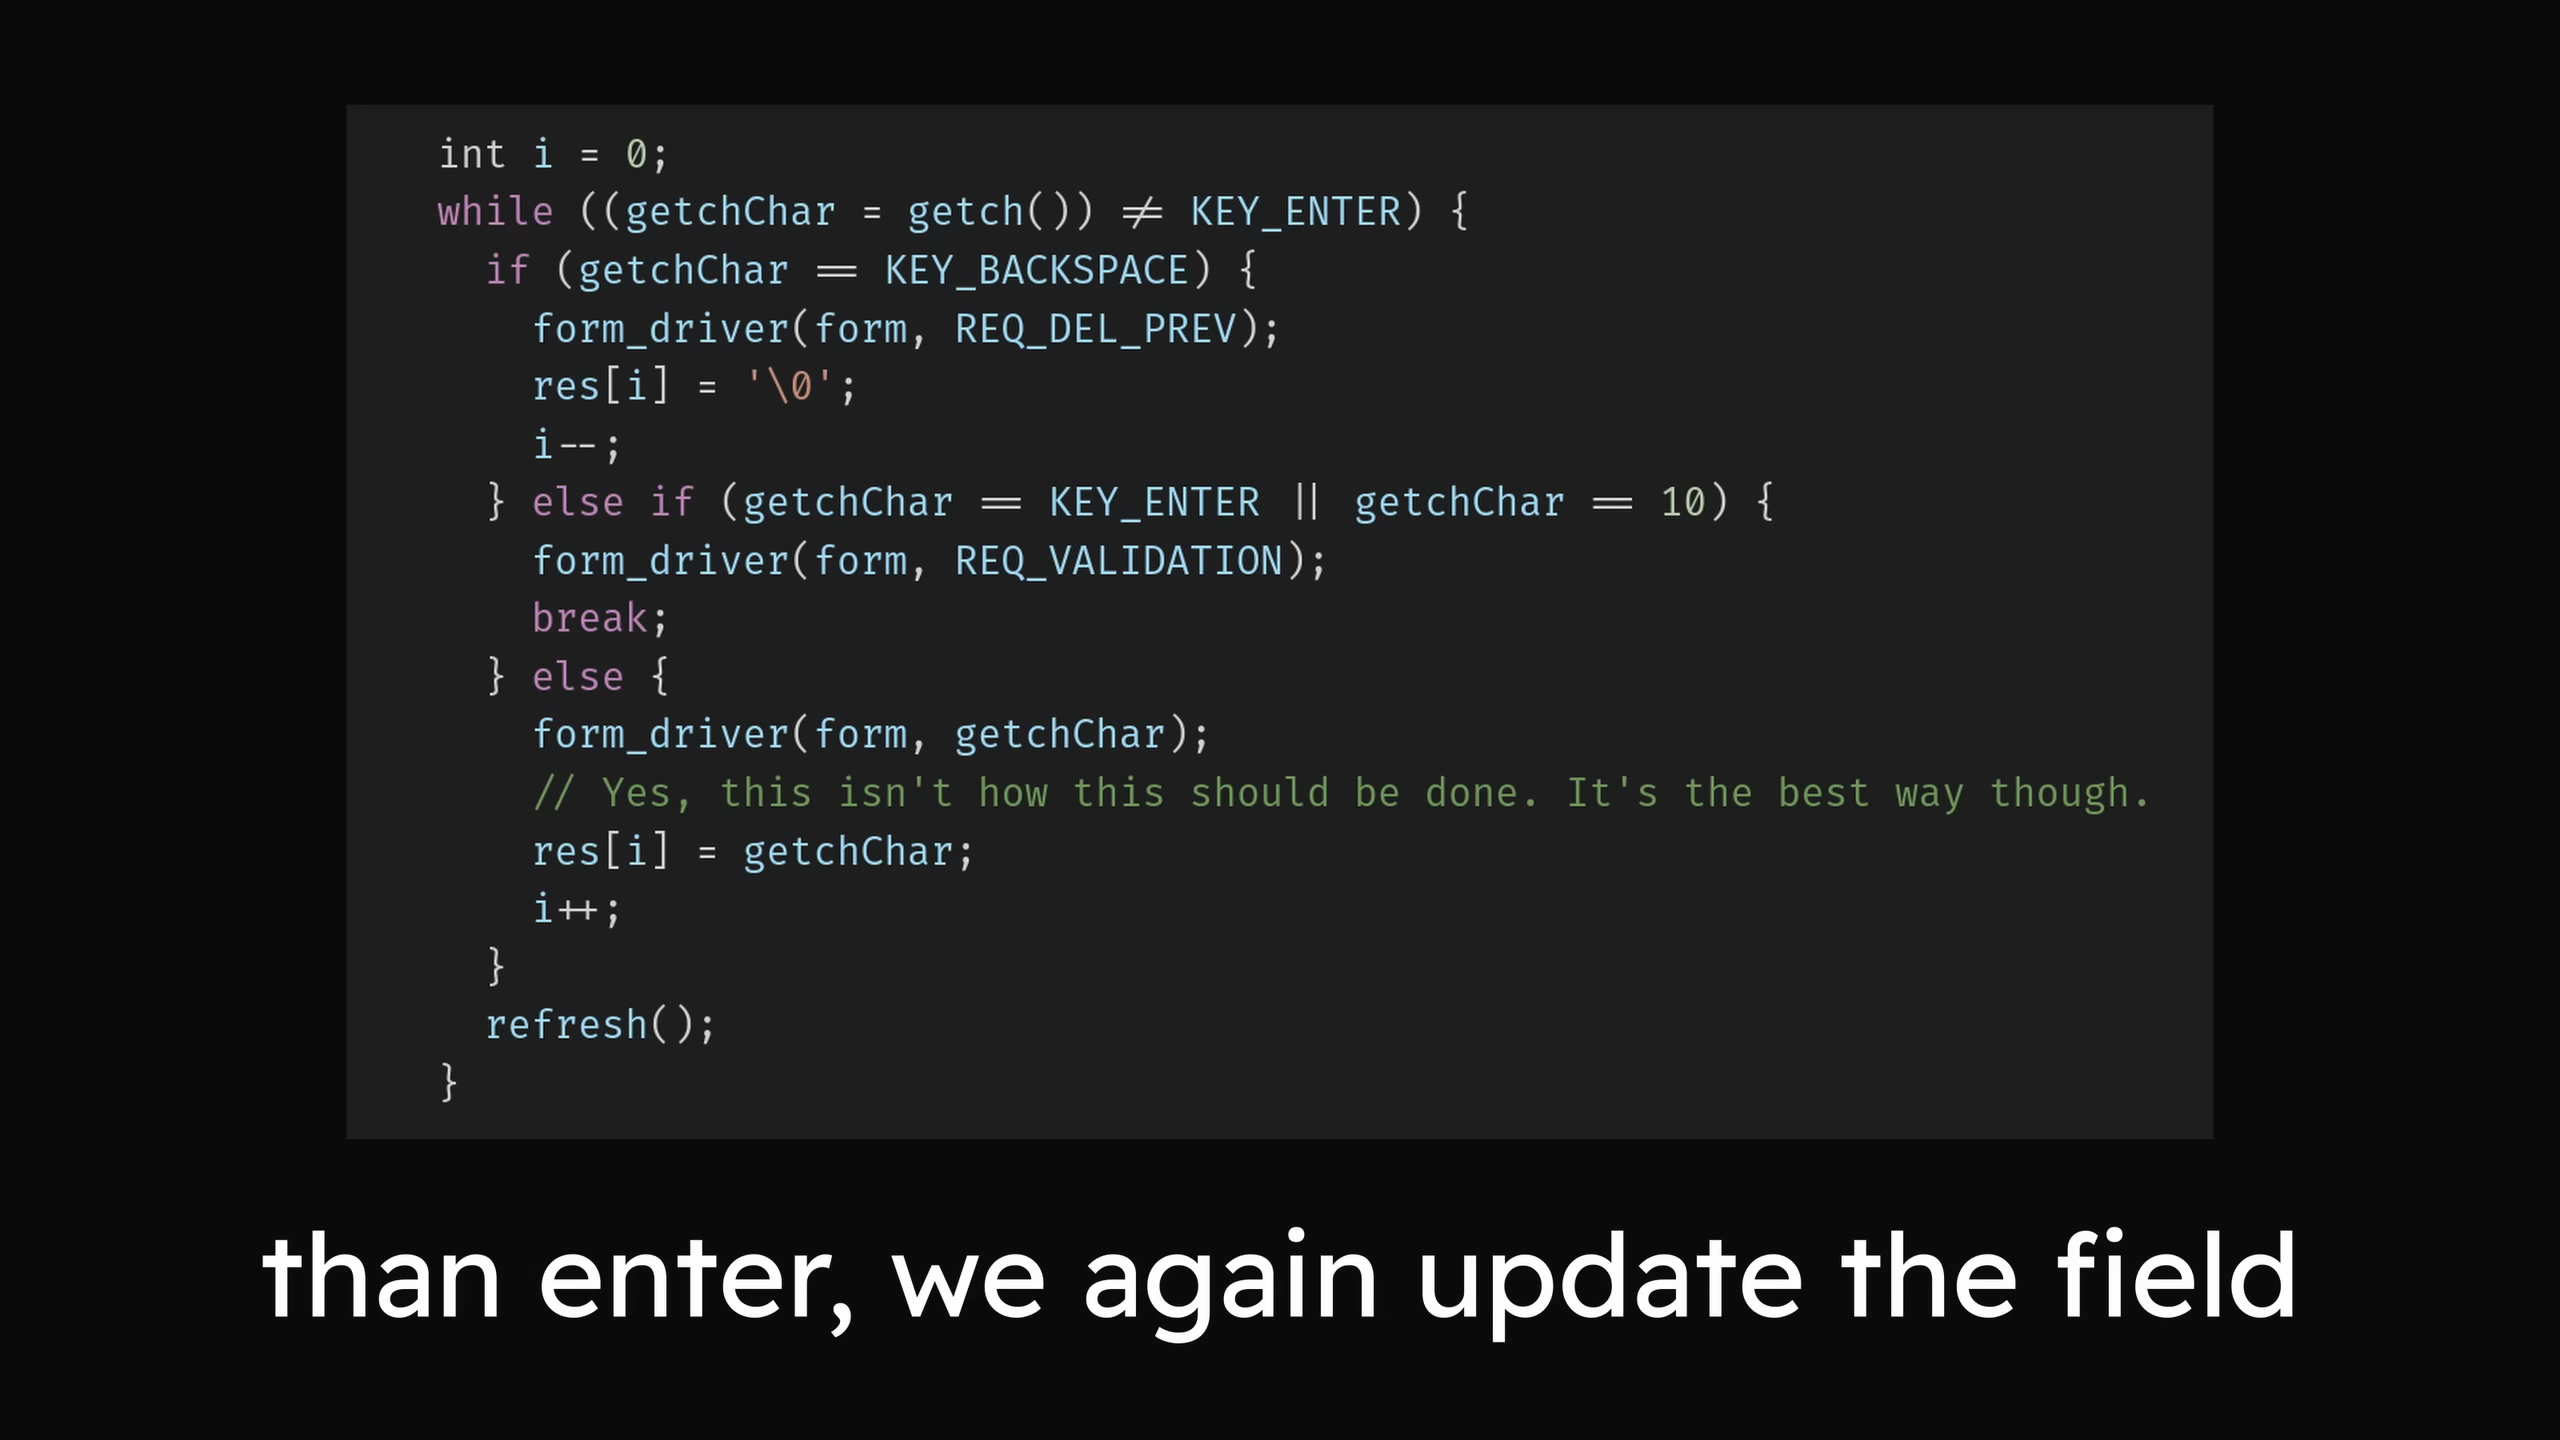 int i = 0;
while ((getchChar = getch()) ≠ KEY_ENTER) {
if (getchChar == KEY_BACKSPACE) {
form_driver(form, REQ_DEL_PREV);
res[i] = '\0';
i--;
} else if (getchChar == KEY_ENTER || getchChar == 10) {
form_driver(form, REQ_VALIDATION);
break;
} else {
form_driver(form, getchChar);
// Yes, this isn't how this should be done. It's the best way though.
res[i] = getchChar;
i++;
}
refresh();
}
than enter, we again update the field